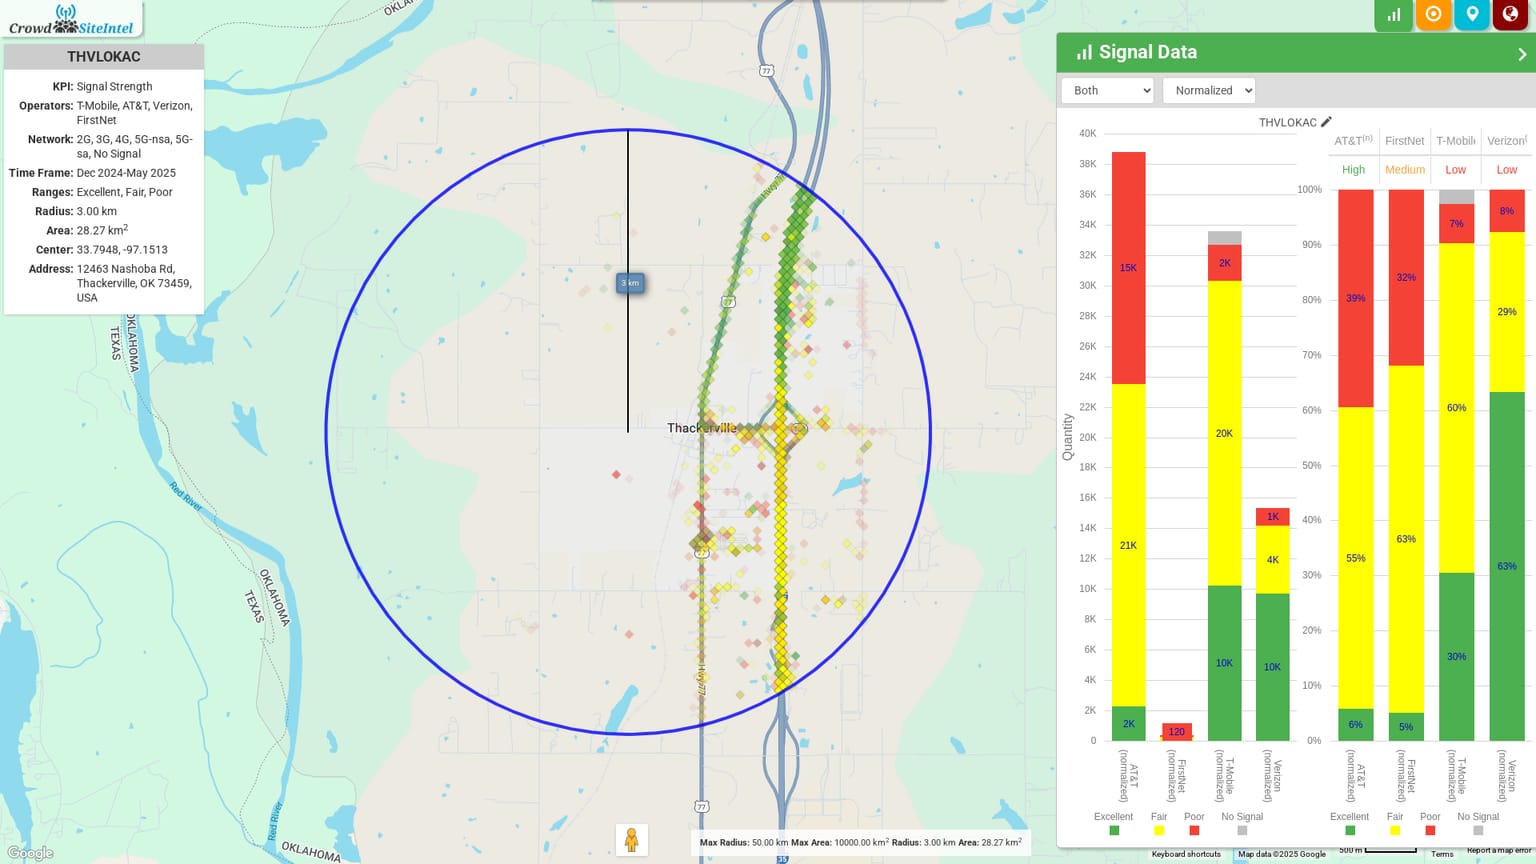 CrowdSiteIntel
THVLOKAC
KPI: Signal Strength
Operators: T-Mobile, AT&T, Verizon,
FirstNet
Network: 2G, 3G, 4G, 5G-nsa, 5G-
sa, No Signal
Time Frame: Dec 2024-May 2025
Ranges: Excellent, Fair, Poor
Radius: 3.00 km
Area: 28.27 km2
Center: 33.7948, -97.1513
Address: 12463 Nashoba Rd,
Thackerville, OK 73459,
USA
77
3 km
77
Thackerville
77
Hwy 77
77
35
OKLAHOMA
TEXAS
Red River
OKLAHOMA
TEXAS
Red River
OKLAHOMA
Google
Max Radius: 50.00 km Max Area: 10000.00 km2 Radius: 3.00 km Area: 28.27 km2
Signal Data
Both
Normalized
THVLOKAC
Quantity
40K
38K
36K
34K
32K
30K
28K
26K
24K
22K
20K
18K
16K
14K
12K
10K
8K
6K
4K
2K
0
15K
21K
2K
120
2K
20K
10K
1K
4K
10K
AT&T (normalized)
FirstNet (normalized)
T-Mobile (normalized)
Verizon (normalized)
Excellent
Fair
Poor
No Signal
AT&T(n)
FirstNet
T-Mobile
Verizon(
High
Medium
Low
Low
100%
90%
80%
70%
60%
50%
40%
30%
20%
10%
0%
39%
55%
6%
32%
63%
5%
7%
60%
30%
8%
29%
63%
AT&T (normalized)
FirstNet (normalized)
T-Mobile (normalized)
Verizon (normalized)
Excellent
Fair
Poor
No Signal
Keyboard shortcuts
Map data ©2025 Google
500 m
Terms
Report a map error